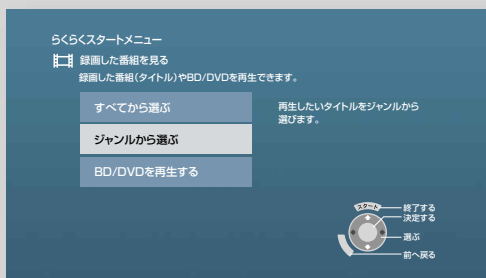 らくらくスタートメニュー
録画した番組を見る
録画した番組(タイトル)やBD/DVDを再生できます。
すべてから選ぶ
ジャンルから選ぶ
BD/DVDを再生する
再生したいタイトルをジャンルから
選びます。
スタート
終了する
決定する
選ぶ
前へ戻る